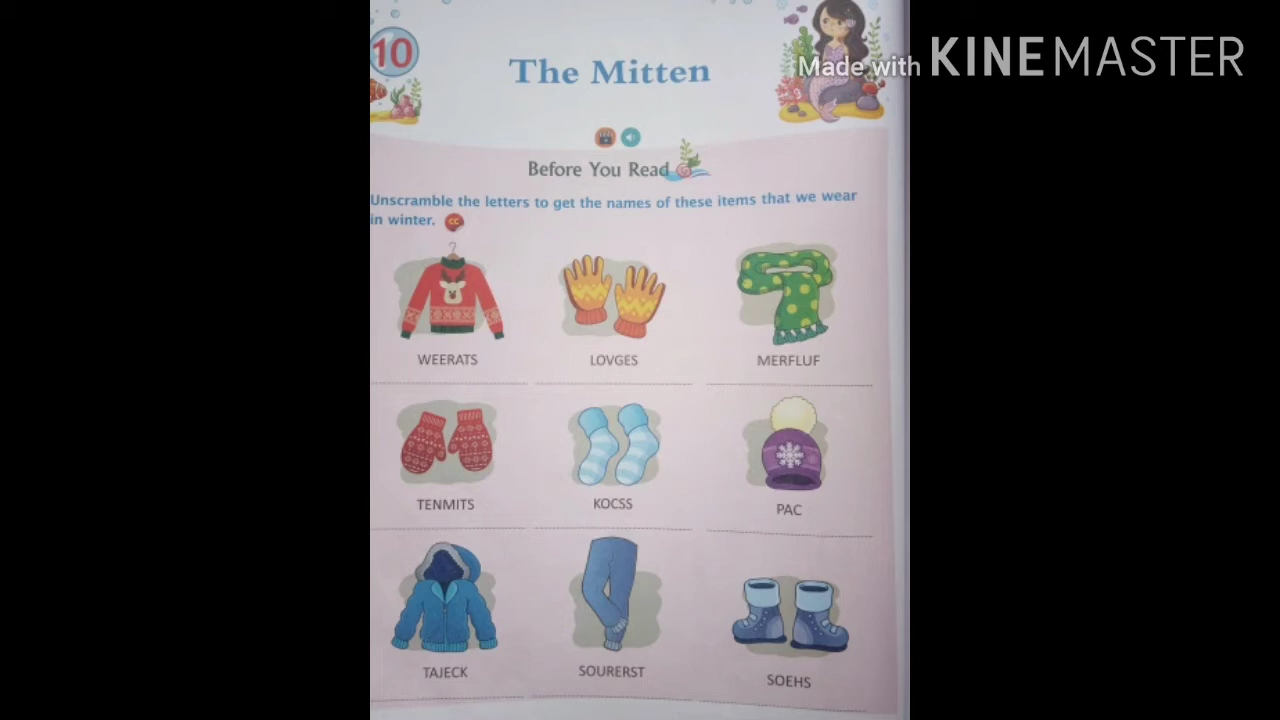 Made with KINEMASTER
10
The Mitten
Before You Read
Unscramble the letters to get the names of these items that we wear
in winter. CC
WEERATS LOVGES MERFLUF
TENMITS KOCSS PAC
TAJECK SOURERST SOEHS